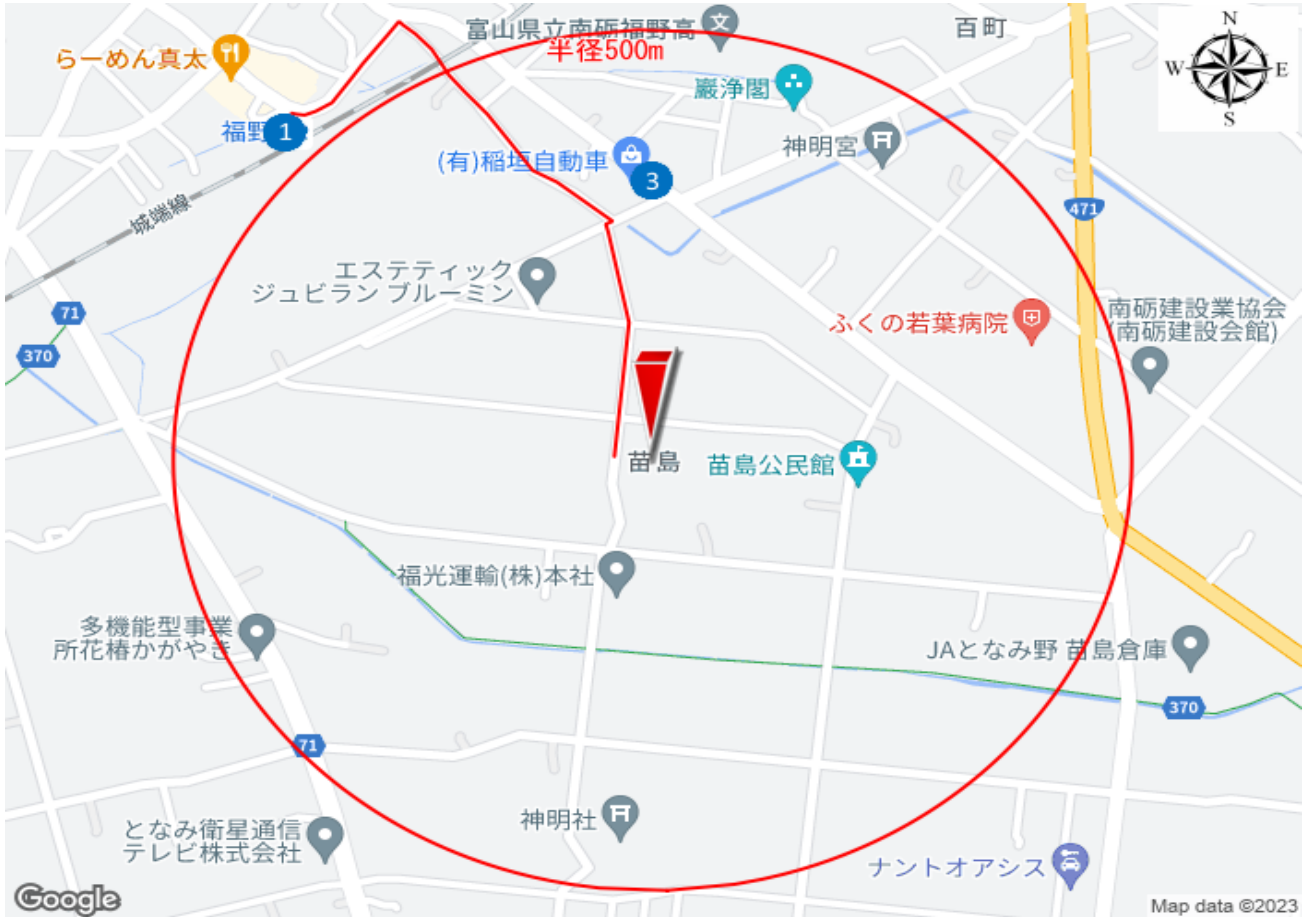 富山県立南砺福野高
百町
N
W
E
S
らーめん真太
半径500m
巖浄閣
福野
1
神明宮
(有)稲垣自動車
3
城端線
471
エステティック
ジュビラン ブルーミン
71
370
ふくの若葉病院
南砺建設業協会
(南砺建設会館)
苗島
苗島公民館
福光運輸(株)本社
多機能型事業
所花椿かがやき
JAとなみ野 苗島倉庫
370
71
神明社
となみ衛星通信
テレビ株式会社
ナントオアシス
Google
Map data ©2023